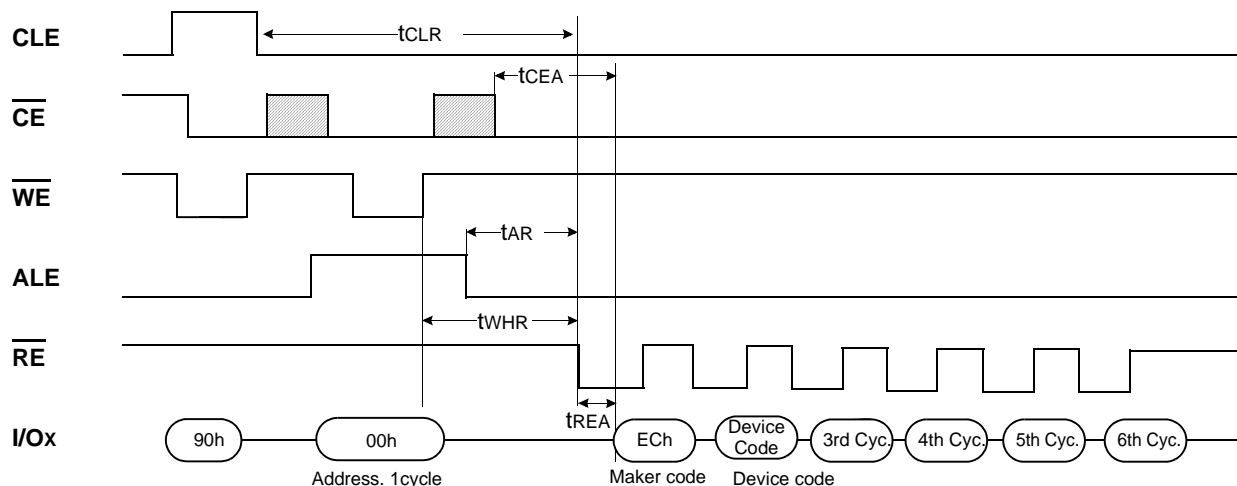 CLE
tCLR
tCEA
CE
WE
tAR
ALE
tWHR
RE
tREA
I/Ox
90h
00h
ECh
Device
Code
3rd Cyc.
4th Cyc.
5th Cyc.
6th Cyc.
Address. 1cycle
Maker code
Device code